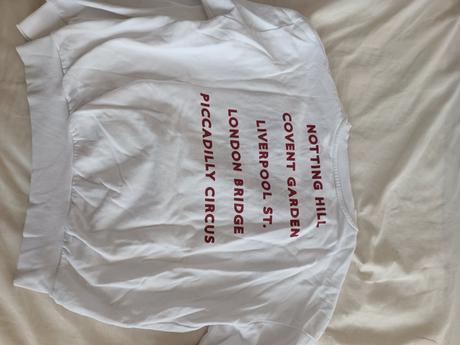 NOTTING HILL
COVENT GARDEN
LIVERPOOL ST.
LONDON BRIDGE
PICCADILLY CIRCUS